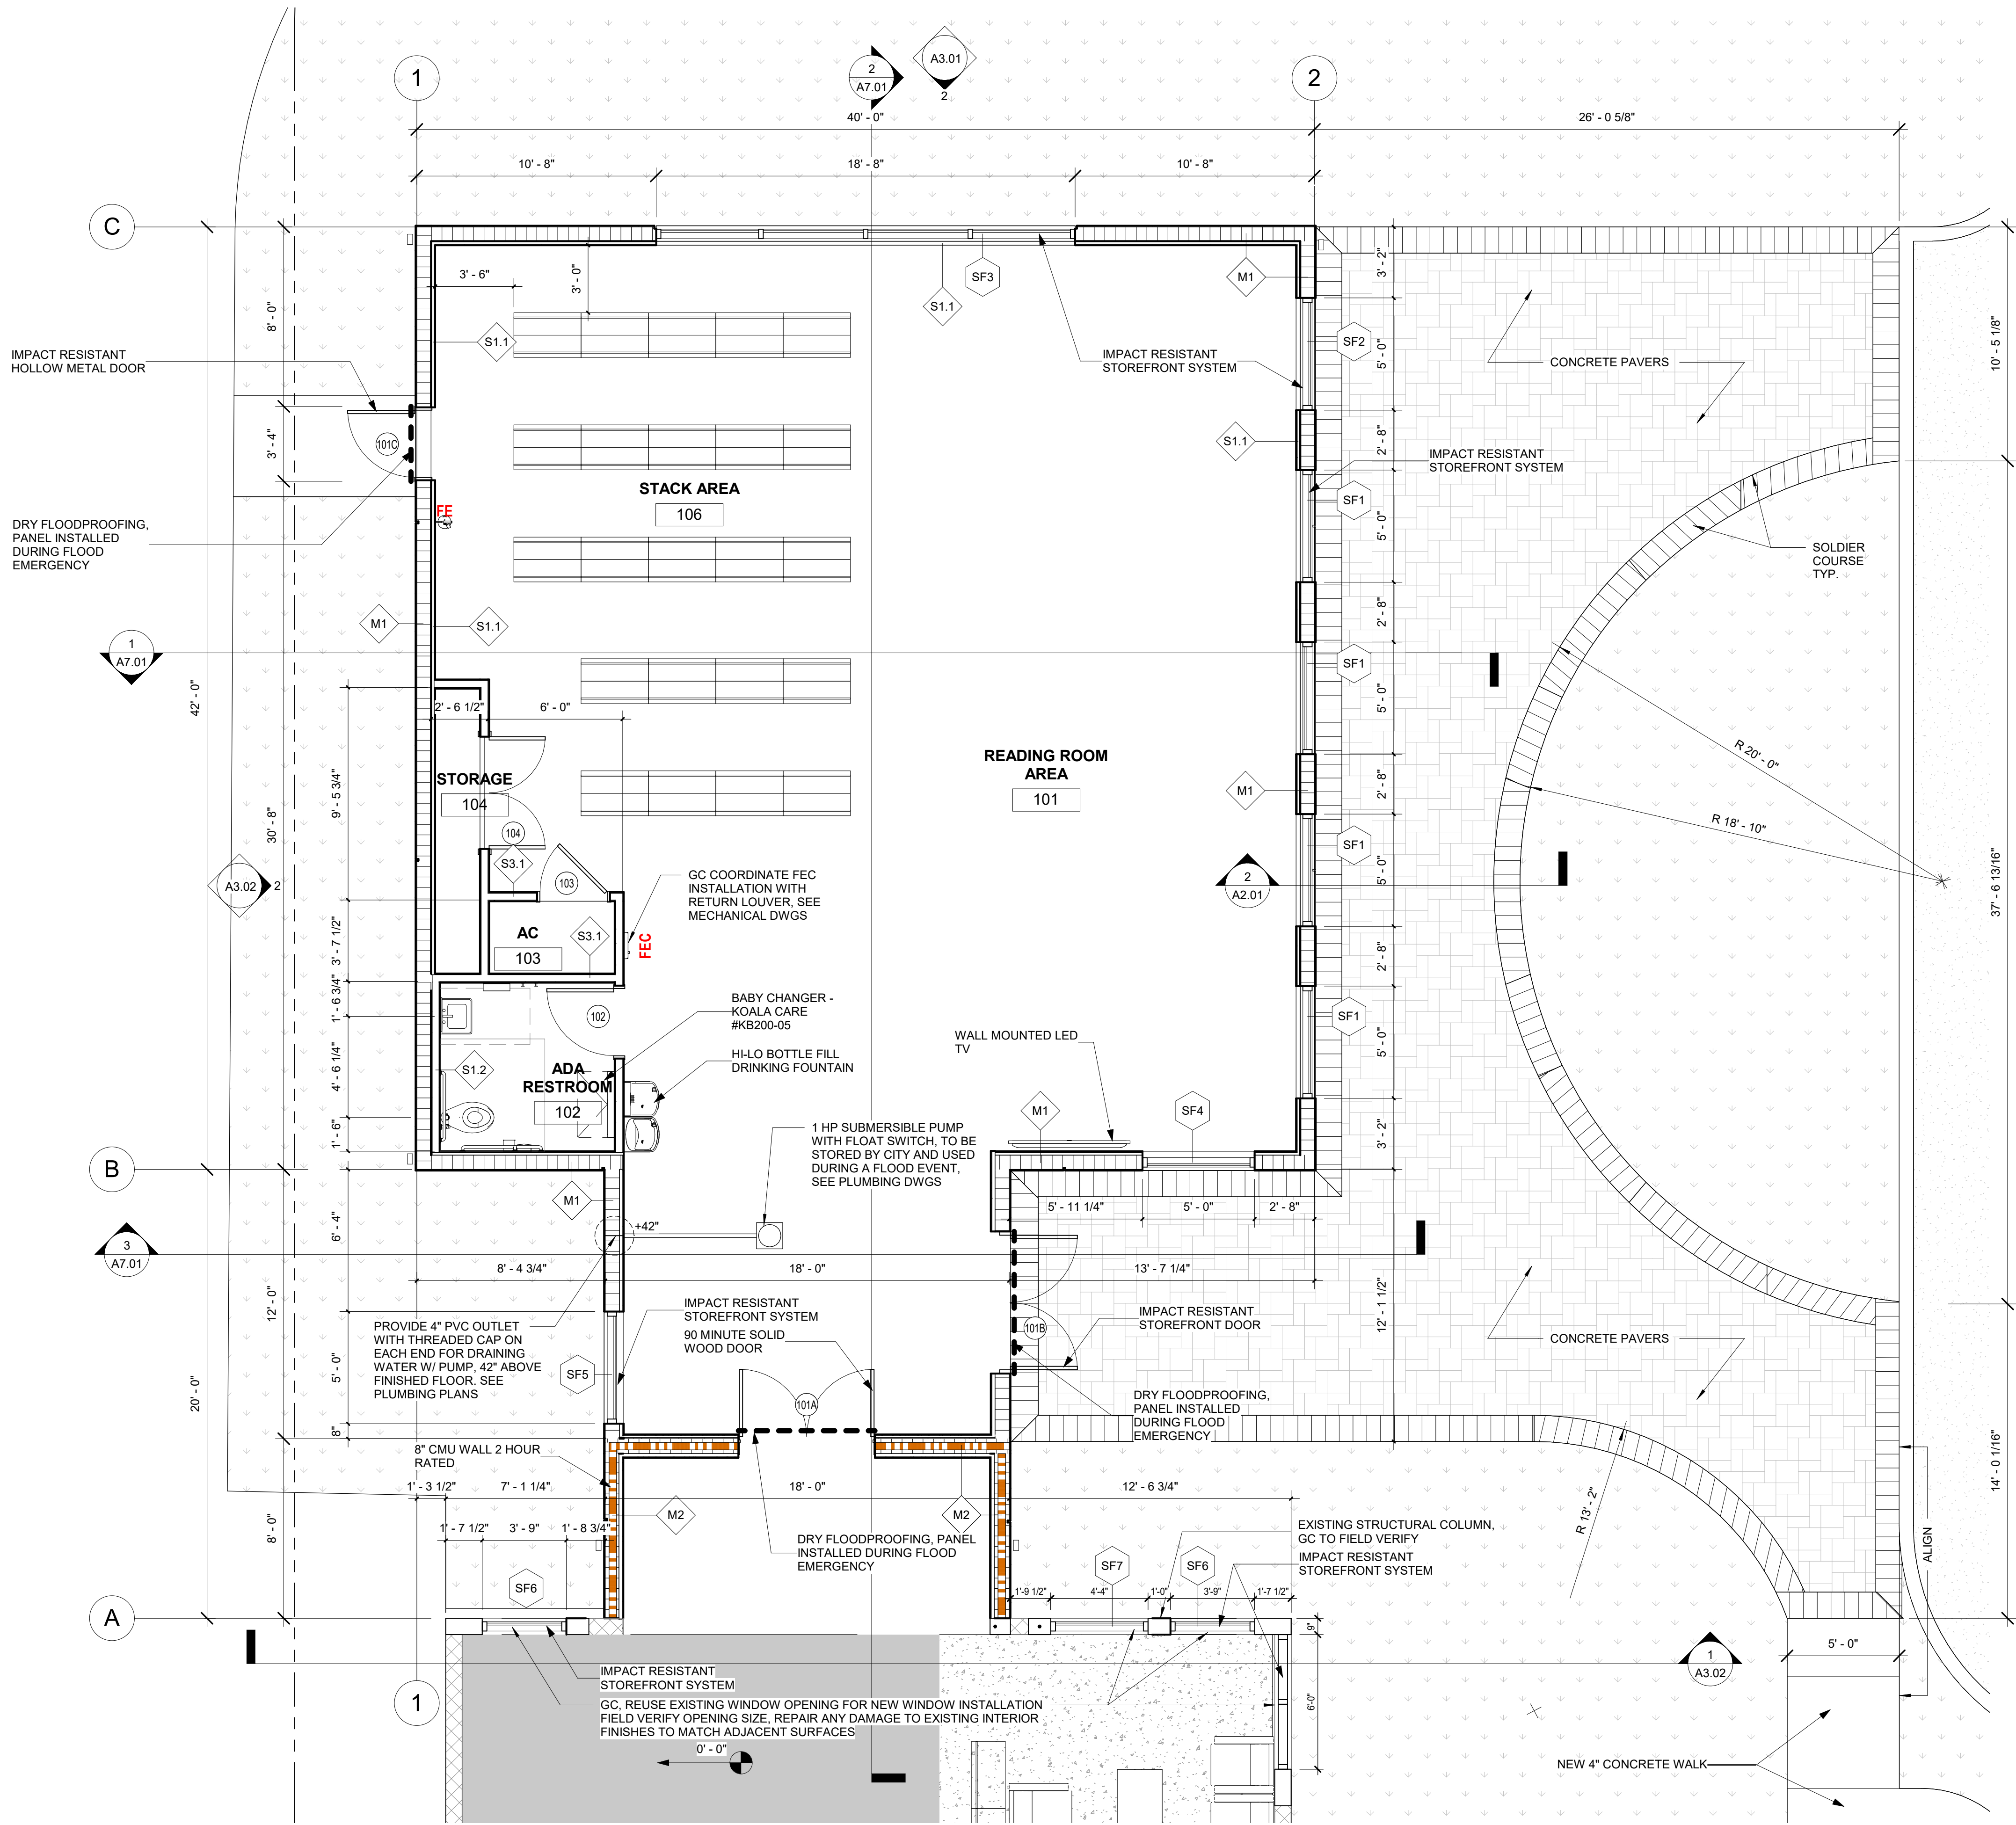 1
2
A7.01
A3.01
2
2
40' - 0"
26' - 0 5/8"
10' - 8"
18' - 8"
10' - 8"
C
3' - 6"
3' - 0"
SF3
S1.1
M1
3' - 2"
S1.1
8' - 0"
IMPACT RESISTANT
HOLLOW METAL DOOR
IMPACT RESISTANT
STOREFRONT SYSTEM
SF2
5' - 0"
CONCRETE PAVERS
10' - 5 1/8"
3' - 4"
101C
S1.1
2' - 8"
IMPACT RESISTANT
STOREFRONT SYSTEM
STACK AREA
106
FE
SF1
5' - 0"
DRY FLOODPROOFING,
PANEL INSTALLED
DURING FLOOD
EMERGENCY
SOLDIER
COURSE
TYP.
M1
S1.1
2' - 8"
1
A7.01
SF1
42' - 0"
2' - 6 1/2"
6' - 0"
5' - 0"
READING ROOM
AREA
101
R 20' - 0"
STORAGE
104
9' - 5 3/4"
M1
2' - 8"
30' - 8"
104
R 18' - 10"
S3.1
103
SF1
5' - 0"
A3.02
2
GC COORDINATE FEC
INSTALLATION WITH
RETURN LOUVER, SEE
MECHANICAL DWGS
2
A2.01
37' - 6 13/16"
AC
103
S3.1
FEC
3' - 7 1/2"
2' - 8"
1' - 6 3/4"
102
BABY CHANGER -
KOALA CARE
#KB200-05
SF1
WALL MOUNTED LED
TV
5' - 0"
HI-LO BOTTLE FILL
DRINKING FOUNTAIN
4' - 6 1/4"
S1.2
ADA
RESTROOM
102
M1
SF4
1' - 6"
3' - 2"
1 HP SUBMERSIBLE PUMP
WITH FLOAT SWITCH, TO BE
STORED BY CITY AND USED
DURING A FLOOD EVENT,
SEE PLUMBING DWGS
B
M1
5' - 11 1/4"
5' - 0"
2' - 8"
6' - 4"
+42"
3
A7.01
8' - 4 3/4"
18' - 0"
13' - 7 1/4"
12' - 0"
12' - 1 1/2"
IMPACT RESISTANT
STOREFRONT SYSTEM
90 MINUTE SOLID
WOOD DOOR
IMPACT RESISTANT
STOREFRONT DOOR
101B
CONCRETE PAVERS
PROVIDE 4" PVC OUTLET
WITH THREADED CAP ON
EACH END FOR DRAINING
WATER W/ PUMP, 42" ABOVE
FINISHED FLOOR. SEE
PLUMBING PLANS
5' - 0"
SF5
20' - 0"
101A
DRY FLOODPROOFING,
PANEL INSTALLED
DURING FLOOD
EMERGENCY
8"
8" CMU WALL 2 HOUR
RATED
1' - 3 1/2"
7' - 1 1/4"
18' - 0"
12' - 6 3/4"
R 13' - 2"
14' - 0 1/16"
M2
M2
8' - 0"
1' - 7 1/2"
3' - 9"
1' - 8 3/4"
DRY FLOODPROOFING, PANEL
INSTALLED DURING FLOOD
EMERGENCY
EXISTING STRUCTURAL COLUMN,
GC TO FIELD VERIFY
IMPACT RESISTANT
STOREFRONT SYSTEM
ALIGN
SF6
SF7
SF6
1'-9 1/2"
4'-4"
1'-0"
3'-9"
1'-7 1/2"
A
9"
5' - 0"
1
A3.02
IMPACT RESISTANT
STOREFRONT SYSTEM
1
GC, REUSE EXISTING WINDOW OPENING FOR NEW WINDOW INSTALLATION
FIELD VERIFY OPENING SIZE, REPAIR ANY DAMAGE TO EXISTING INTERIOR
FINISHES TO MATCH ADJACENT SURFACES
6'-0"
0' - 0"
NEW 4" CONCRETE WALK